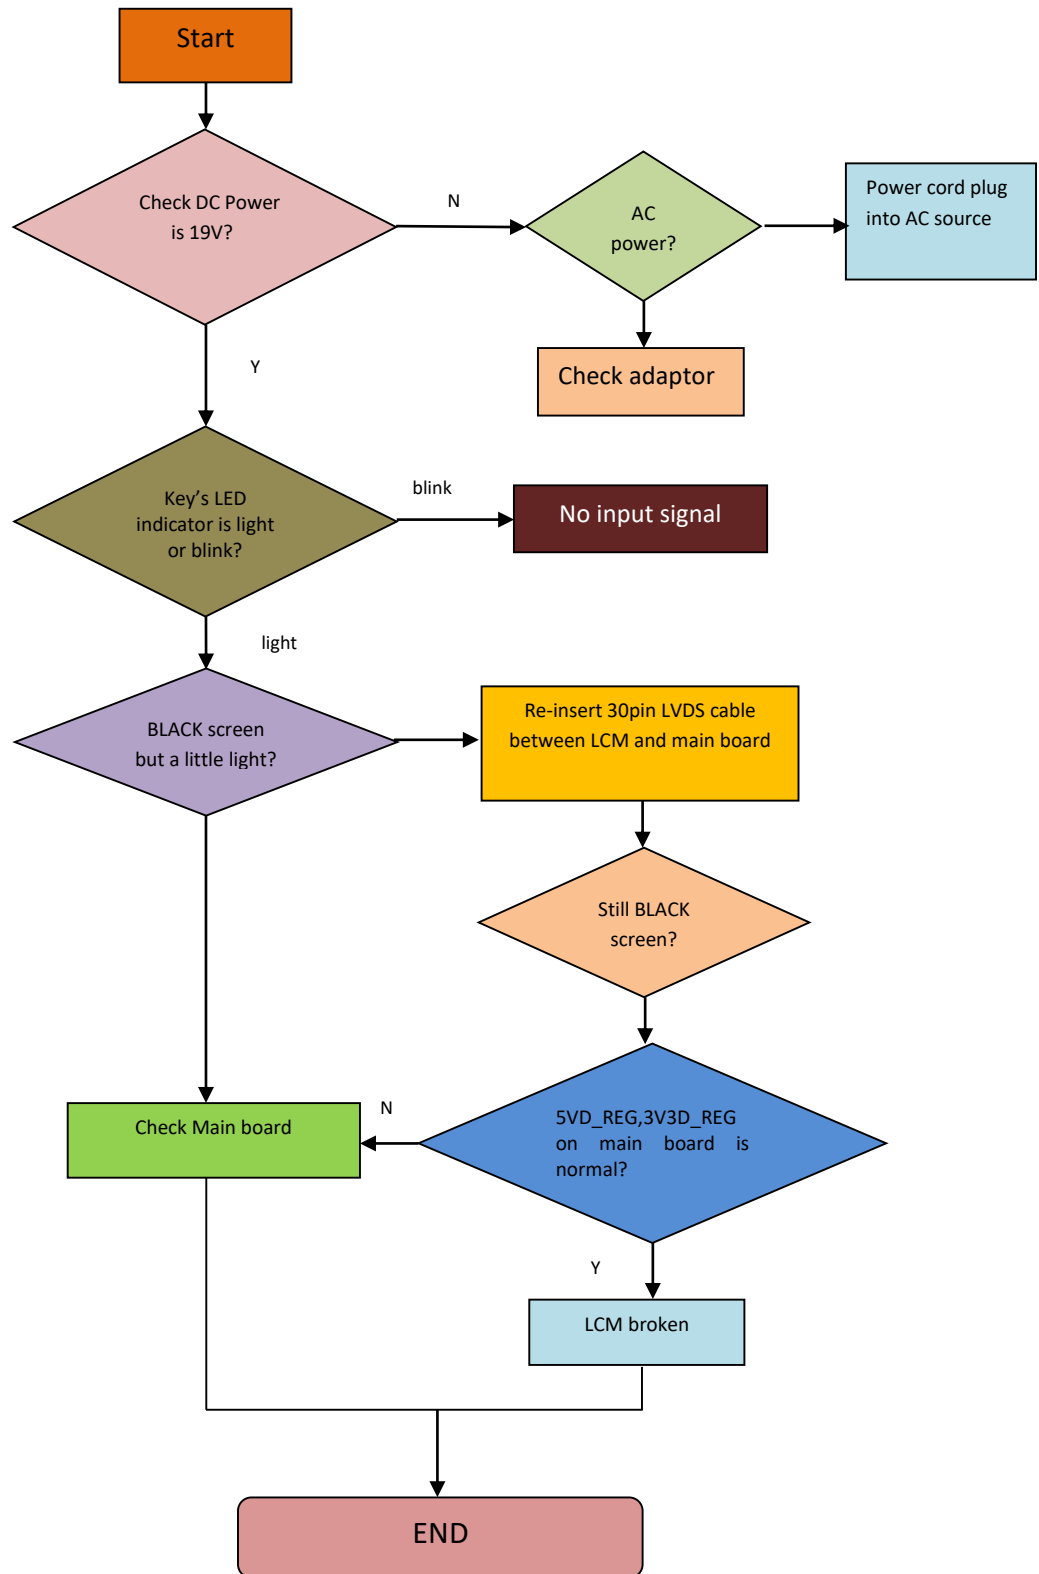 Start
Check DC Power
is 19V?
N
AC
power?
Power cord plug
into AC source
Y
Check adaptor
Key’s LED
indicator is light
or blink?
blink
No input signal
light
BLACK screen
but a little light?
Re-insert 30pin LVDS cable
between LCM and main board
Still BLACK
screen?
Check Main board
N
5VD_REG,3V3D_REG
on main board is
normal?
Y
LCM broken
END